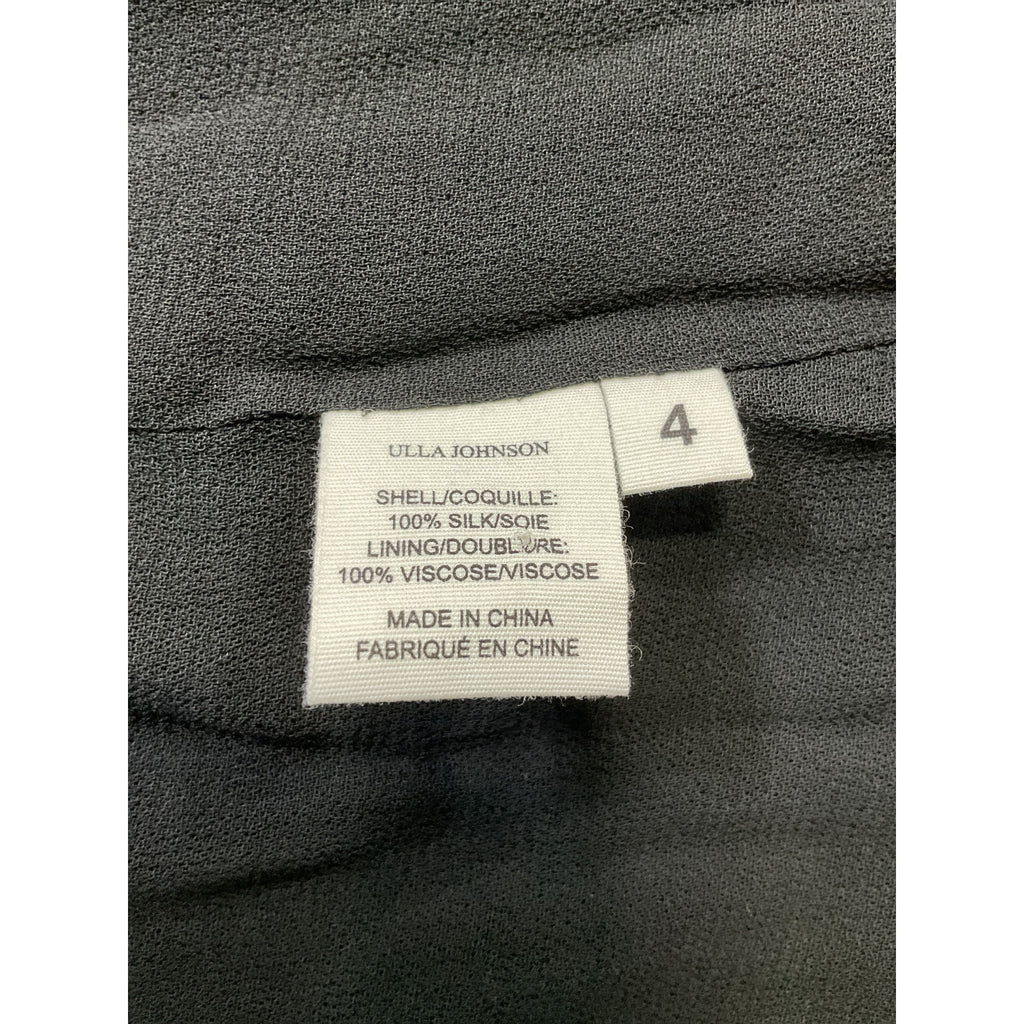 ULLA JOHNSON
4
SHELL/COQUILLE:
100% SILK/SOIE
LINING/DOUBLURE:
100% VISCOSE/VISCOSE
MADE IN CHINA
FABRIQUÉ EN CHINE